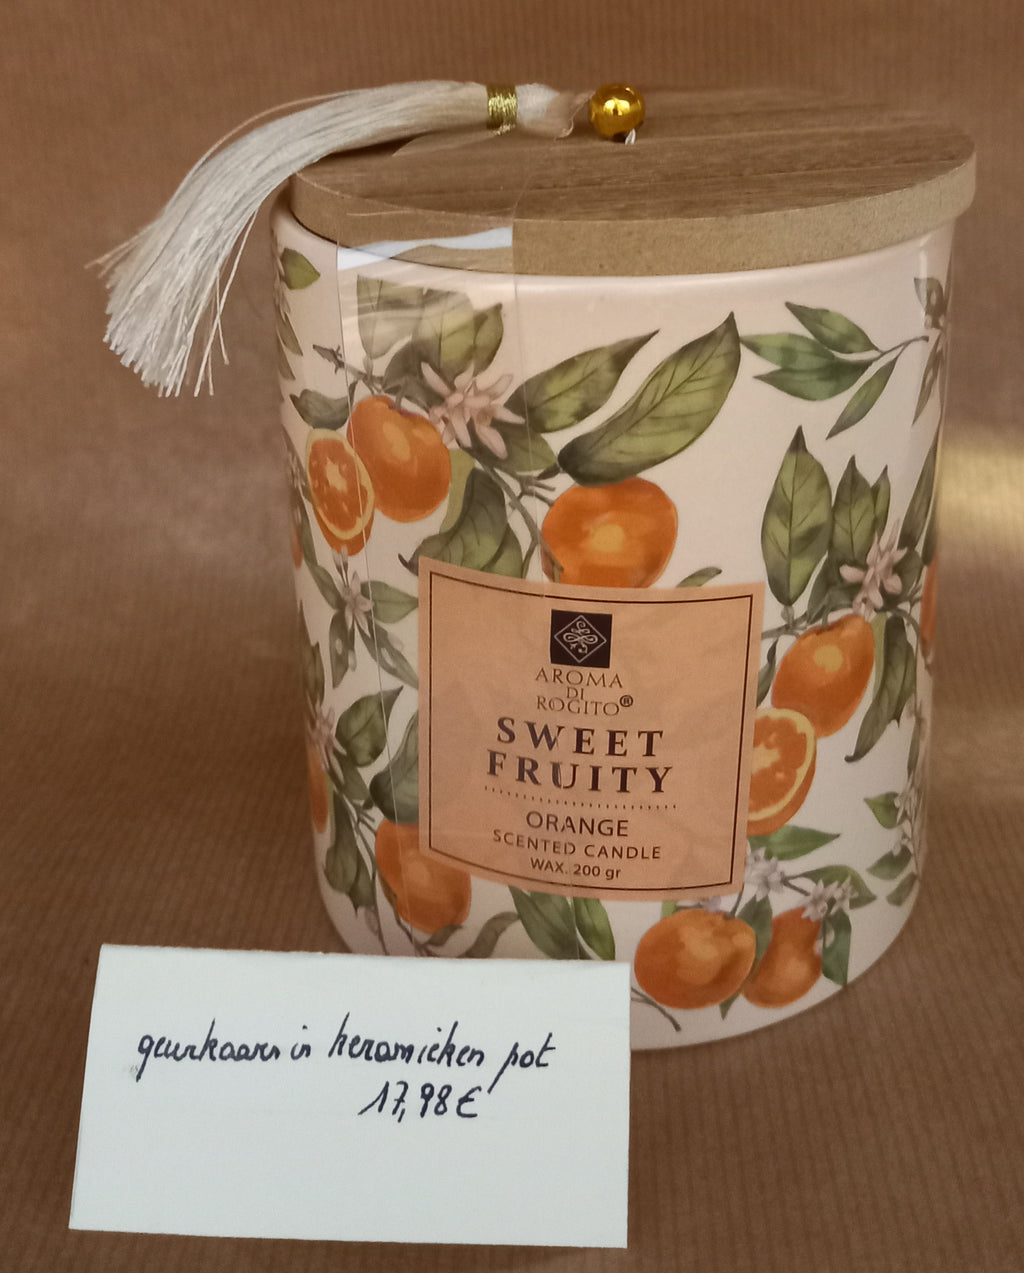 AROMA
DI
ROGITO®
SWEET
FRUITY
ORANGE
SCENTED CANDLE
WAX. 200 gr
geurkaars in keramieken pot
17,98€